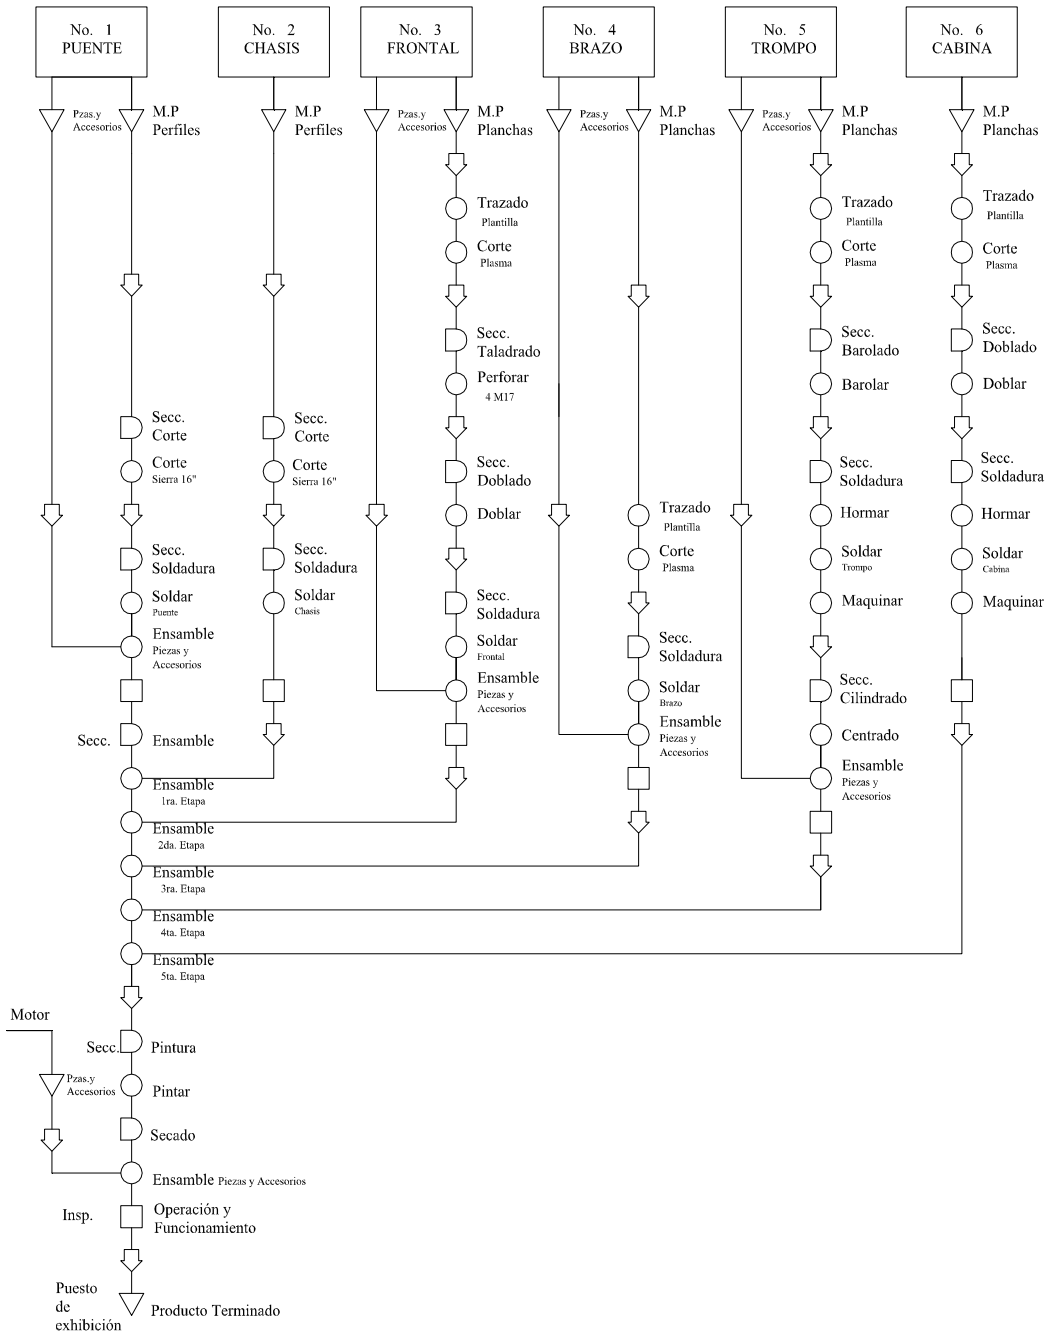 No. 1
PUENTE
No. 2
CHASIS
No. 3
FRONTAL
No. 4
BRAZO
No. 5
TROMPO
No. 6
CABINA
Pzas.y
Accesorios
M.P
Perfiles
M.P
Perfiles
Pzas.y
Accesorios
M.P
Planchas
Pzas.y
Accesorios
M.P
Planchas
Pzas.y
Accesorios
M.P
Planchas
M.P
Planchas
Secc.
Corte
Corte
Sierra 16"
Secc.
Soldadura
Soldar
Puente
Ensamble
Piezas y
Accesorios
Secc. Ensamble
Ensamble
1ra. Etapa
Ensamble
2da. Etapa
Ensamble
3ra. Etapa
Ensamble
4ta. Etapa
Ensamble
5ta. Etapa
Secc.
Corte
Corte
Sierra 16"
Secc.
Soldadura
Soldar
Chasis
Trazado
Plantilla
Corte
Plasma
Secc.
Taladrado
Perforar
4 M17
Secc.
Doblado
Doblar
Secc.
Soldadura
Soldar
Frontal
Ensamble
Piezas y
Accesorios
Trazado
Plantilla
Corte
Plasma
Secc.
Soldadura
Soldar
Brazo
Ensamble
Piezas y
Accesorios
Trazado
Plantilla
Corte
Plasma
Secc.
Barolado
Barolar
Secc.
Soldadura
Hormar
Soldar
Trompo
Maquinar
Secc.
Cilindrado
Centrado
Ensamble
Piezas y
Accesorios
Trazado
Plantilla
Corte
Plasma
Secc.
Doblado
Doblar
Secc.
Soldadura
Hormar
Soldar
Cabina
Maquinar
Motor
Secc. Pintura
Pzas.y
Accesorios
Pintar
Secado
Ensamble Piezas y Accesorios
Insp.
Operación y
Funcionamiento
Puesto
de
exhibición
Producto Terminado